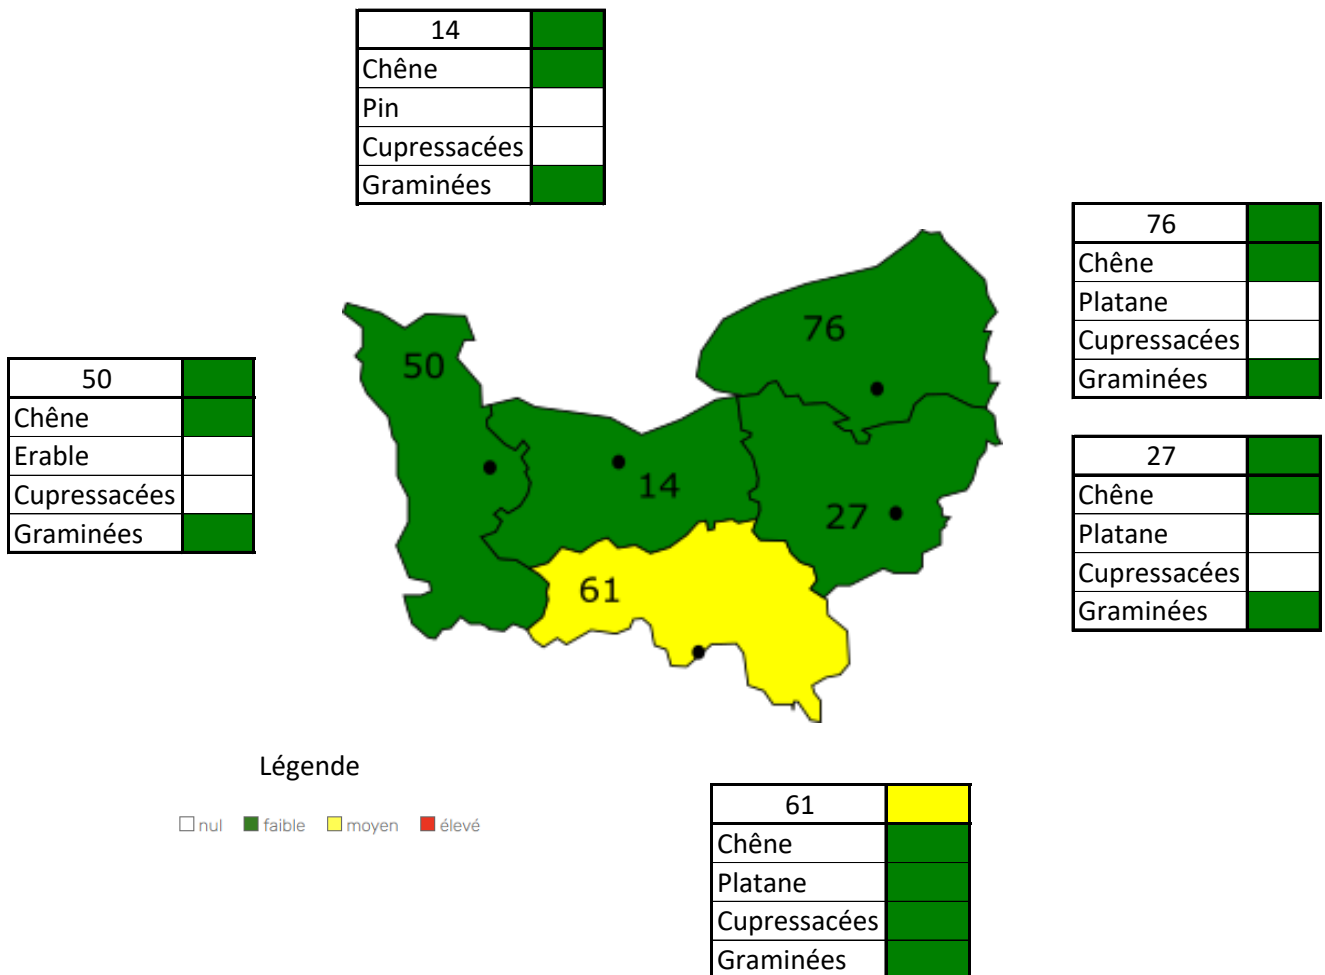 14
Chêne
Pin
Cupressacées
Graminées
76
Chêne
Platane
Cupressacées
Graminées
50
Chêne
Erable
Cupressacées
Graminées
27
Chêne
Platane
Cupressacées
Graminées
76
50
14
27
61
Légende
nul faible moyen élevé
61
Chêne
Platane
Cupressacées
Graminées